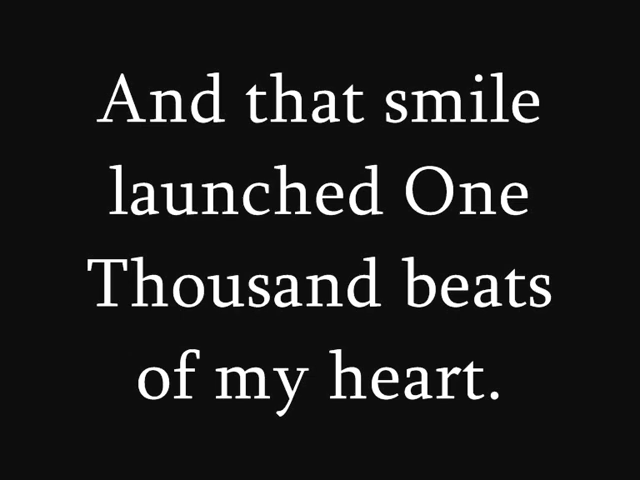 And that smile
launched One
Thousand beats
of my heart.